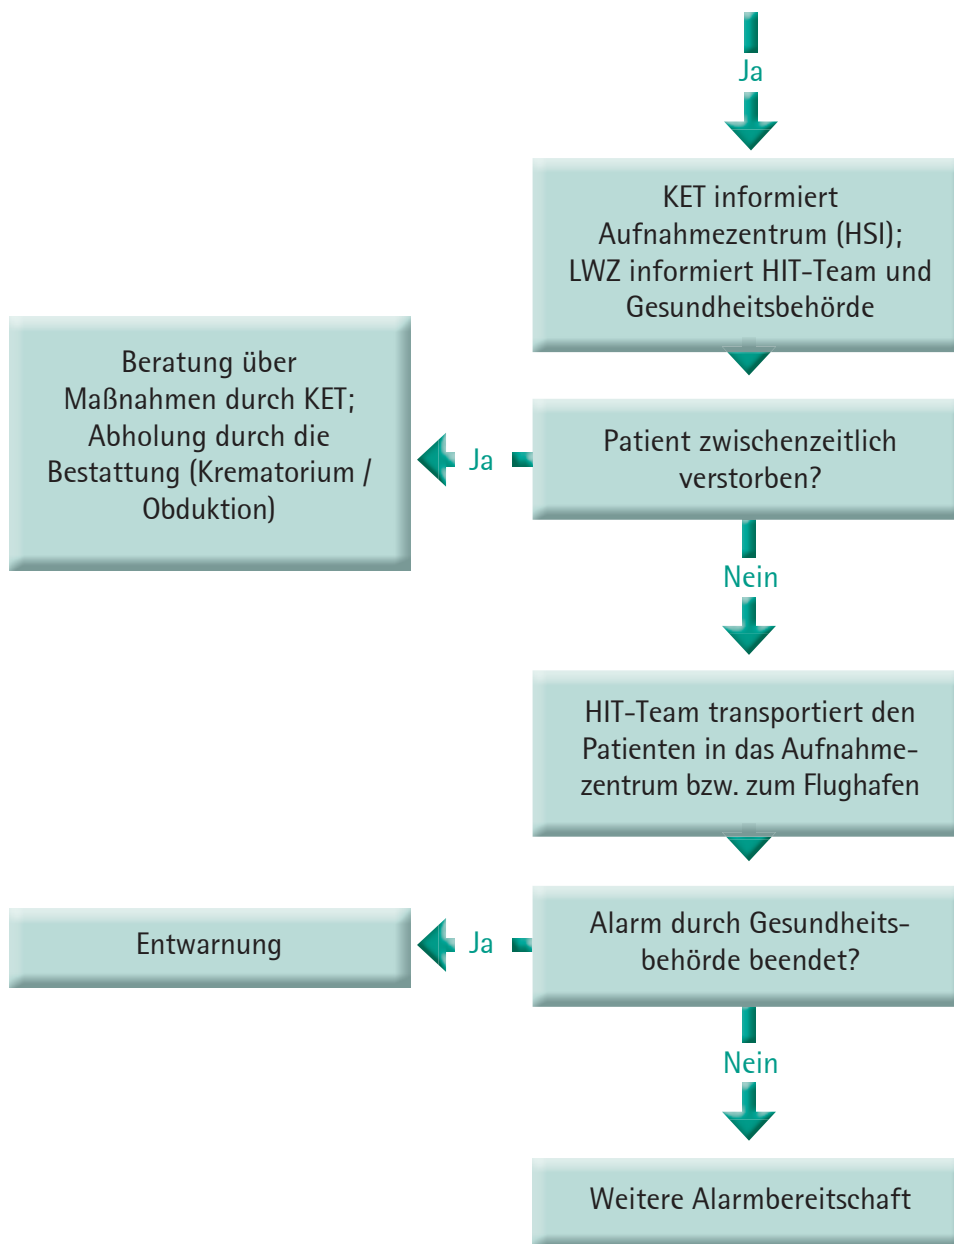 Ja
KET informiert
Aufnahmezentrum (HSI);
LWZ informiert HIT-Team und
Gesundheitsbehörde
Patient zwischenzeitlich
verstorben?
Ja
Beratung über
Maßnahmen durch KET;
Abholung durch die
Bestattung (Krematorium /
Obduktion)
Nein
HIT-Team transportiert den
Patienten in das Aufnahme-
zentrum bzw. zum Flughafen
Alarm durch Gesundheits-
behörde beendet?
Ja
Entwarnung
Nein
Weitere Alarmbereitschaft